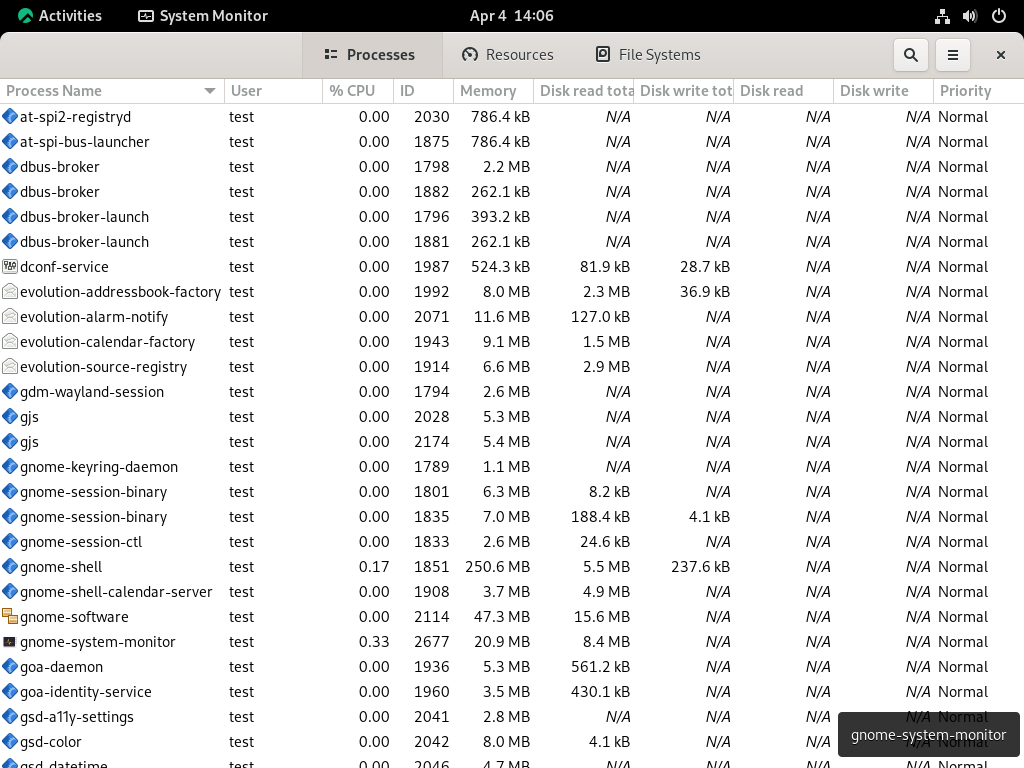 Activities System Monitor Apr 4 14:06
Processes Resources File Systems
Process Name User % CPU ID Memory Disk read tota Disk write tot Disk read Disk write Priority
at-spi2-registryd test 0.00 2030 786.4 kB N/A N/A N/A N/A Normal
at-spi-bus-launcher test 0.00 1875 786.4 kB N/A N/A N/A N/A Normal
dbus-broker test 0.00 1798 2.2 MB N/A N/A N/A N/A Normal
dbus-broker test 0.00 1882 262.1 kB N/A N/A N/A N/A Normal
dbus-broker-launch test 0.00 1796 393.2 kB N/A N/A N/A N/A Normal
dbus-broker-launch test 0.00 1881 262.1 kB N/A N/A N/A N/A Normal
dconf-service test 0.00 1987 524.3 kB 81.9 kB 28.7 kB N/A N/A Normal
evolution-addressbook-factory test 0.00 1992 8.0 MB 2.3 MB 36.9 kB N/A N/A Normal
evolution-alarm-notify test 0.00 2071 11.6 MB 127.0 kB N/A N/A N/A Normal
evolution-calendar-factory test 0.00 1943 9.1 MB 1.5 MB N/A N/A N/A Normal
evolution-source-registry test 0.00 1914 6.6 MB 2.9 MB N/A N/A N/A Normal
gdm-wayland-session test 0.00 1794 2.6 MB N/A N/A N/A N/A Normal
gjs test 0.00 2028 5.3 MB N/A N/A N/A N/A Normal
gjs test 0.00 2174 5.4 MB N/A N/A N/A N/A Normal
gnome-keyring-daemon test 0.00 1789 1.1 MB N/A N/A N/A N/A Normal
gnome-session-binary test 0.00 1801 6.3 MB 8.2 kB N/A N/A N/A Normal
gnome-session-binary test 0.00 1835 7.0 MB 188.4 kB 4.1 kB N/A N/A Normal
gnome-session-ctl test 0.00 1833 2.6 MB 24.6 kB N/A N/A N/A Normal
gnome-shell test 0.17 1851 250.6 MB 5.5 MB 237.6 kB N/A N/A Normal
gnome-shell-calendar-server test 0.00 1908 3.7 MB 4.9 MB N/A N/A N/A Normal
gnome-software test 0.00 2114 47.3 MB 15.6 MB N/A N/A N/A Normal
gnome-system-monitor test 0.33 2677 20.9 MB 8.4 MB N/A N/A N/A Normal
goa-daemon test 0.00 1936 5.3 MB 561.2 kB N/A N/A N/A Normal
goa-identity-service test 0.00 1960 3.5 MB 430.1 kB N/A N/A N/A Normal
gsd-a11y-settings test 0.00 2041 2.8 MB N/A N/A N/A N/A Normal
gsd-color test 0.00 2042 8.0 MB 4.1 kB N/A N/A N/A Normal
gsd-datetime test 0.00 2046 4.7 MB N/A N/A N/A N/A Normal
gnome-system-monitor